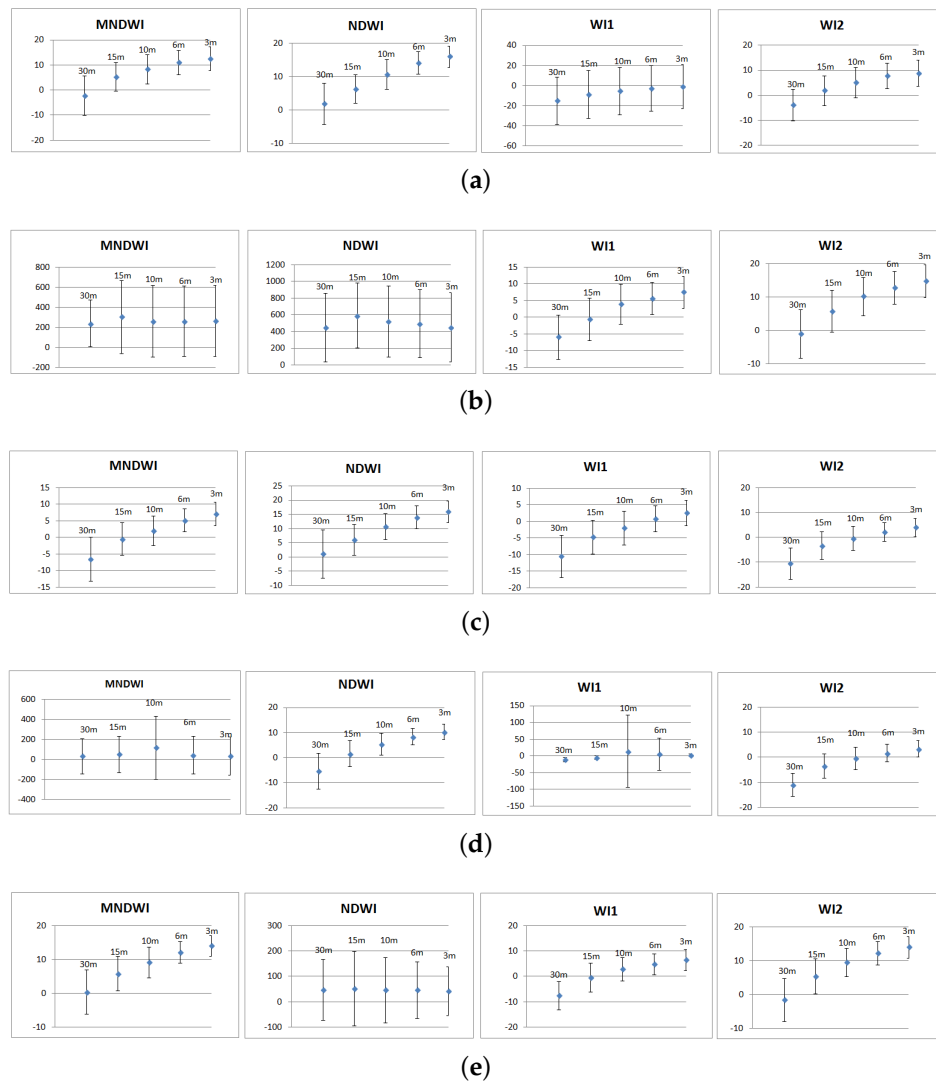 MNDWI
20
10
0
-10
-20
30m
15m
10m
6m
3m
NDWI
20
10
0
-10
30m
15m
10m
6m
3m
WI1
40
20
0
-20
-40
-60
30m
15m
10m
6m
3m
WI2
20
10
0
-10
-20
30m
15m
10m
6m
3m
(a)
MNDWI
800
600
400
200
0
-200
30m
15m
10m
6m
3m
NDWI
1200
1000
800
600
400
200
0
30m
15m
10m
6m
3m
WI1
15
10
5
0
-5
-10
-15
30m
15m
10m
6m
3m
WI2
20
10
0
-10
30m
15m
10m
6m
3m
(b)
MNDWI
15
10
5
0
-5
-10
-15
30m
15m
10m
6m
3m
NDWI
25
20
15
10
5
0
-5
-10
30m
15m
10m
6m
3m
WI1
10
5
0
-5
-10
-15
-20
30m
15m
10m
6m
3m
WI2
20
10
0
-10
-20
30m
15m
10m
6m
3m
(c)
MNDWI
600
400
200
0
-200
-400
30m
15m
10m
6m
3m
NDWI
20
10
0
-10
-20
30m
15m
10m
6m
3m
WI1
150
100
50
0
-50
-100
-150
30m
15m
10m
6m
3m
WI2
20
10
0
-10
-20
30m
15m
10m
6m
3m
(d)
MNDWI
20
10
0
-10
30m
15m
10m
6m
3m
NDWI
300
200
100
0
-100
30m
15m
10m
6m
3m
WI1
20
10
0
-10
-20
30m
15m
10m
6m
3m
WI2
20
10
0
-10
30m
15m
10m
6m
3m
(e)